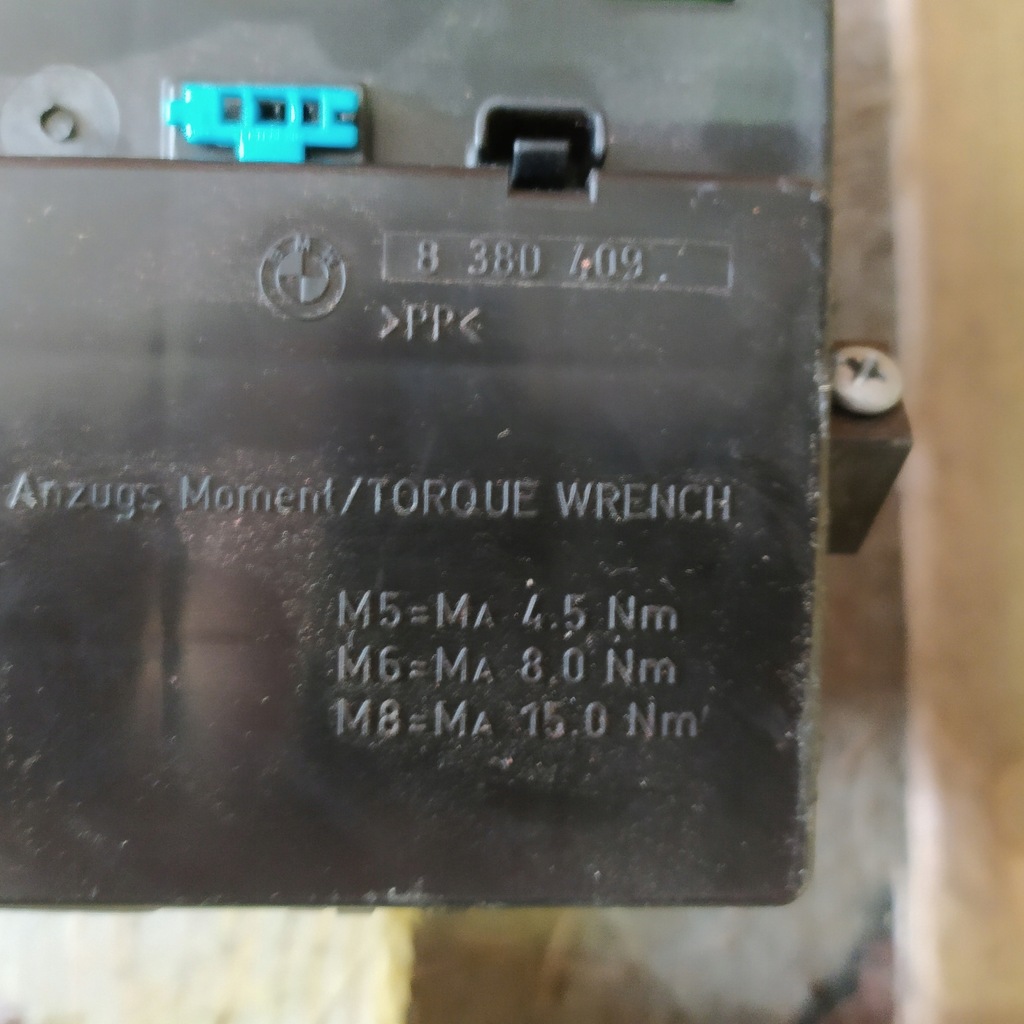 BMW
8 380 409
>PP<
Anzugs Moment/TORQUE WRENCH
M5=MA 4.5 Nm
M6=MA 8.0 Nm
M8=MA 15.0 Nm